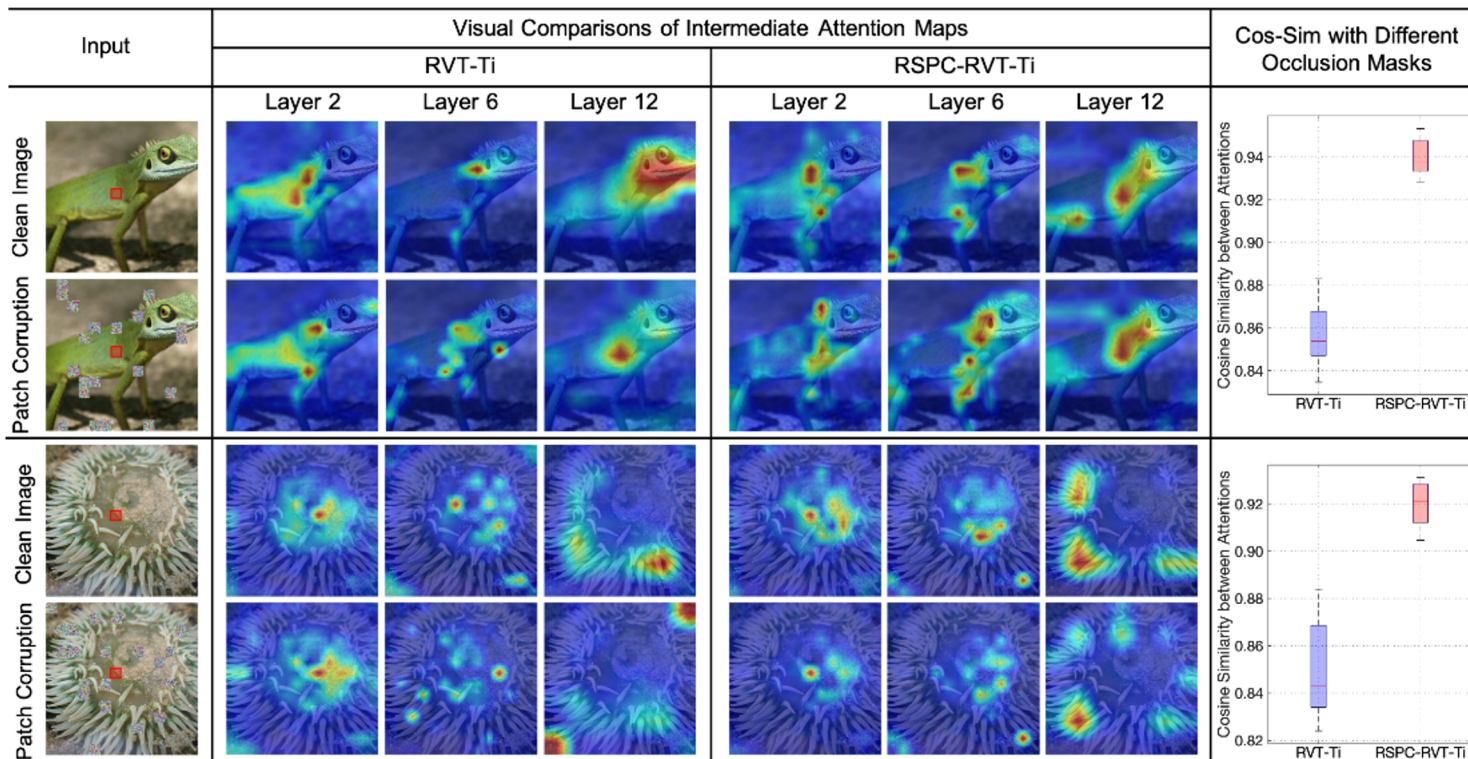 Input
Visual Comparisons of Intermediate Attention Maps
Cos-Sim with Different
Occlusion Masks
RVT-Ti
RSPC-RVT-Ti
Layer 2
Layer 6
Layer 12
Layer 2
Layer 6
Layer 12
Clean Image
Patch Corruption
Cosine Similarity between Attentions
0.94
0.92
0.90
0.88
0.86
0.84
RVT-Ti
RSPC-RVT-Ti
Clean Image
Patch Corruption
Cosine Similarity between Attentions
0.92
0.90
0.88
0.86
0.84
0.82
RVT-Ti
RSPC-RVT-Ti